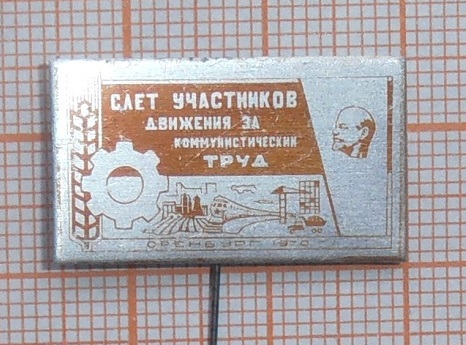 СЛЕТ УЧАСТНИКОВ
ДВИЖЕНИЯ ЗА
КОММУНИСТИЧЕСКИЙ
ТРУД
ОРЕНБУРГ 1970